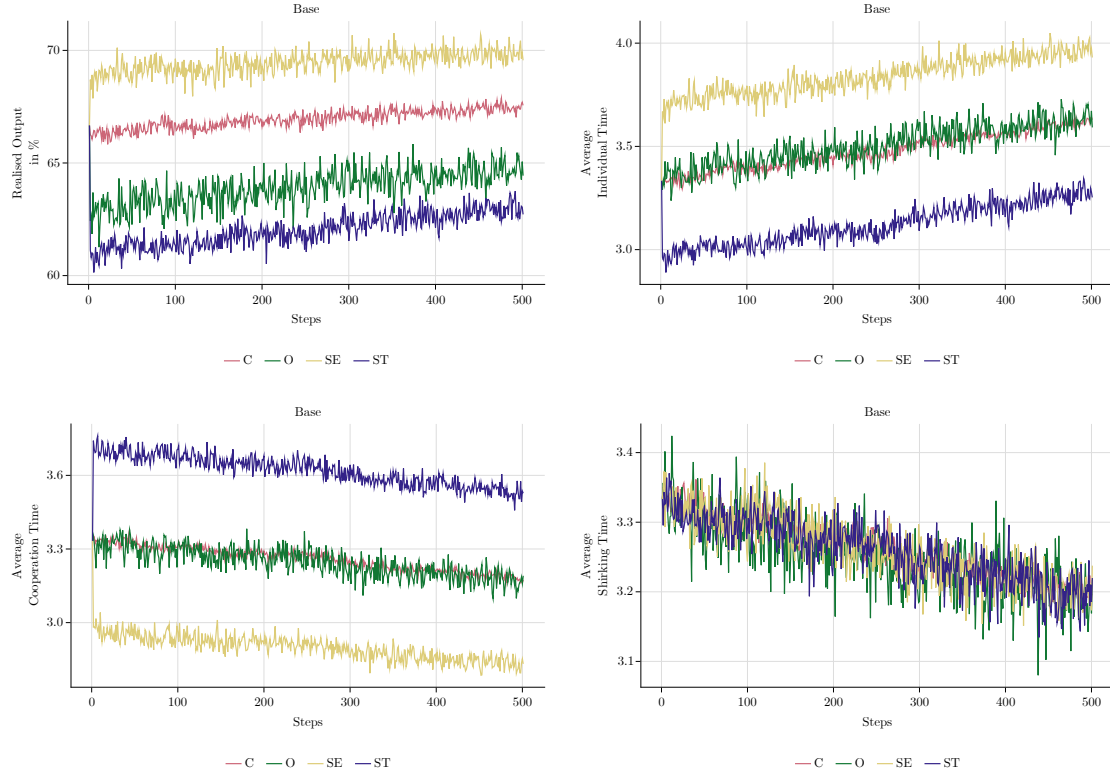 Base
Realised Output
in %
70
65
60
0 100 200 300 400 500
Steps
C O SE ST
Base
Average
Individual Time
4.0
3.5
3.0
0 100 200 300 400 500
Steps
C O SE ST
Base
Average
Cooperation Time
3.6
3.3
3.0
0 100 200 300 400 500
Steps
C O SE ST
Base
Average
Shirking Time
3.4
3.3
3.2
3.1
0 100 200 300 400 500
Steps
C O SE ST